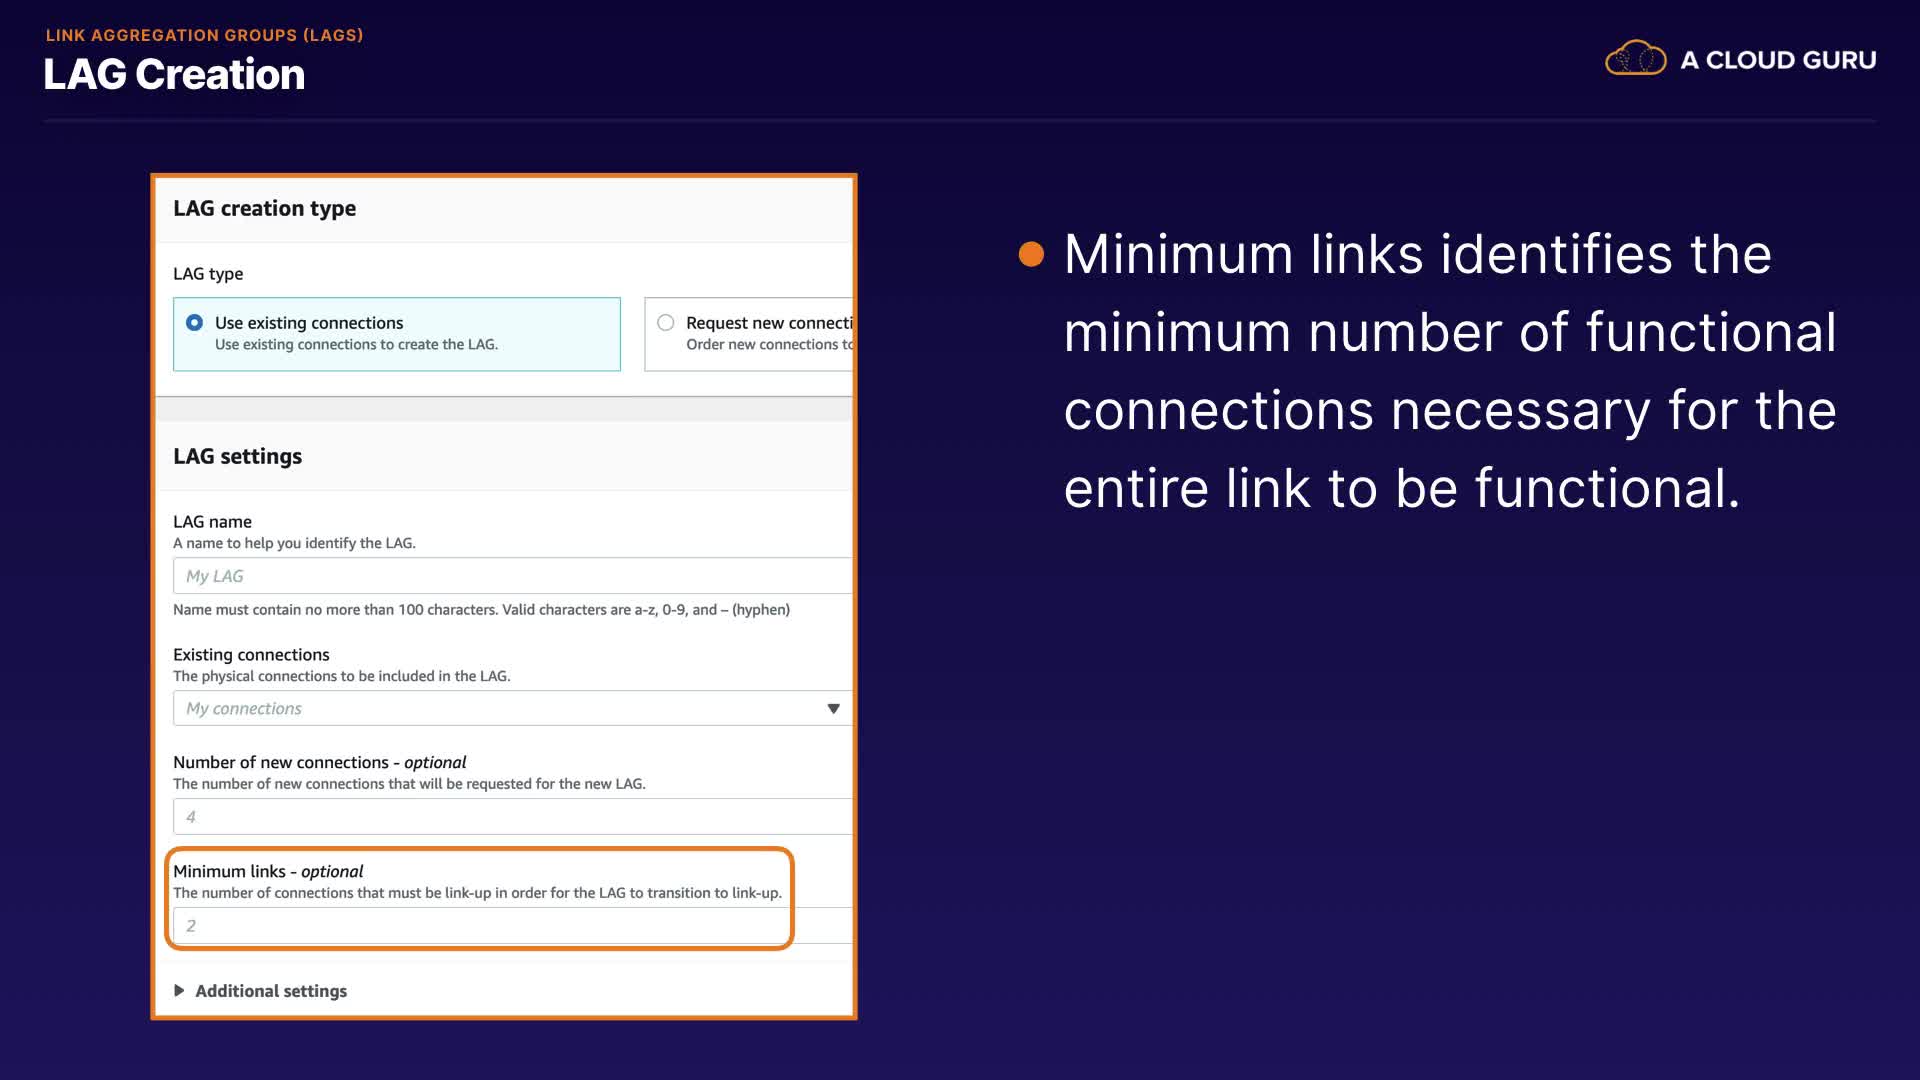 LINK AGGREGATION GROUPS (LAGS)
LAG Creation
A CLOUD GURU
LAG creation type
LAG type
Use existing connections
Use existing connections to create the LAG.
Request new connecti
Order new connections to
LAG settings
LAG name
A name to help you identify the LAG.
My LAG
Name must contain no more than 100 characters. Valid characters are a-z, 0-9, and – (hyphen)
Existing connections
The physical connections to be included in the LAG.
My connections
Number of new connections - optional
The number of new connections that will be requested for the new LAG.
4
Minimum links - optional
The number of connections that must be link-up in order for the LAG to transition to link-up.
2
Additional settings
Minimum links identifies the
minimum number of functional
connections necessary for the
entire link to be functional.